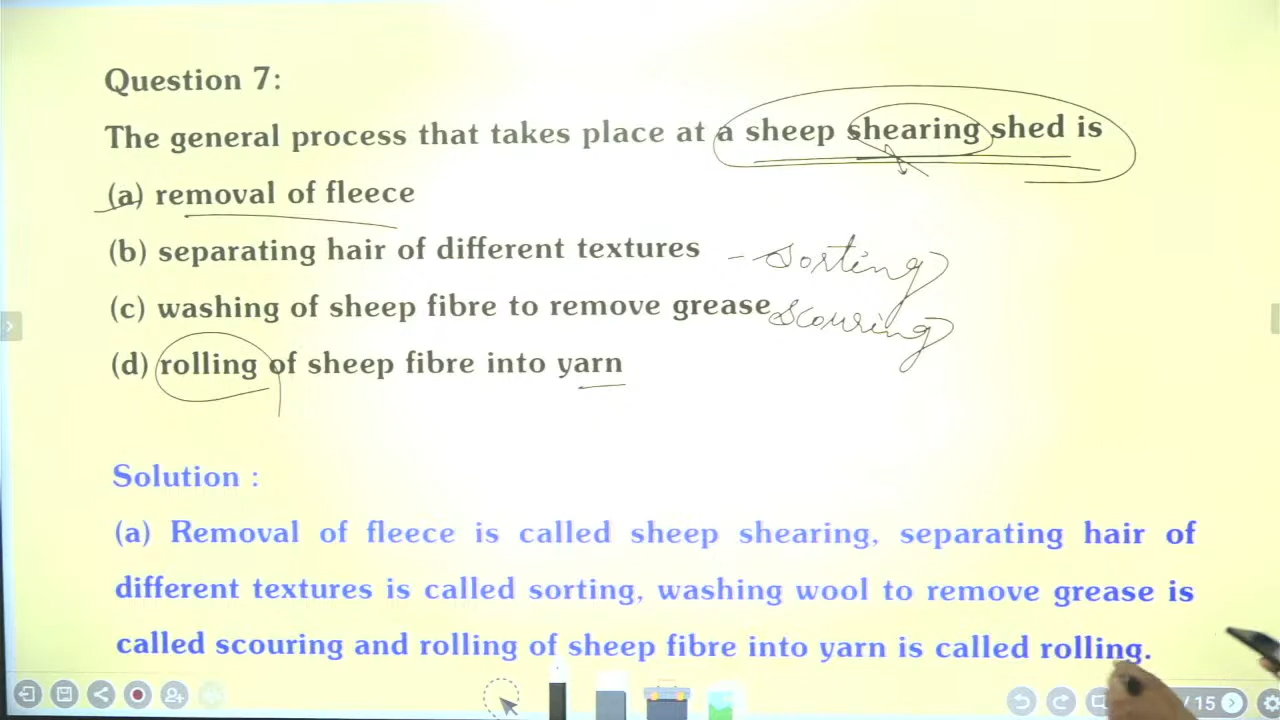 Question 7:
The general process that takes place at a sheep shearing shed is
(a) removal of fleece
(b) separating hair of different textures - Sorting
(c) washing of sheep fibre to remove grease Scouring
(d) rolling of sheep fibre into yarn
Solution :
(a) Removal of fleece is called sheep shearing, separating hair of
different textures is called sorting, washing wool to remove grease is
called scouring and rolling of sheep fibre into yarn is called rolling.
/ 15